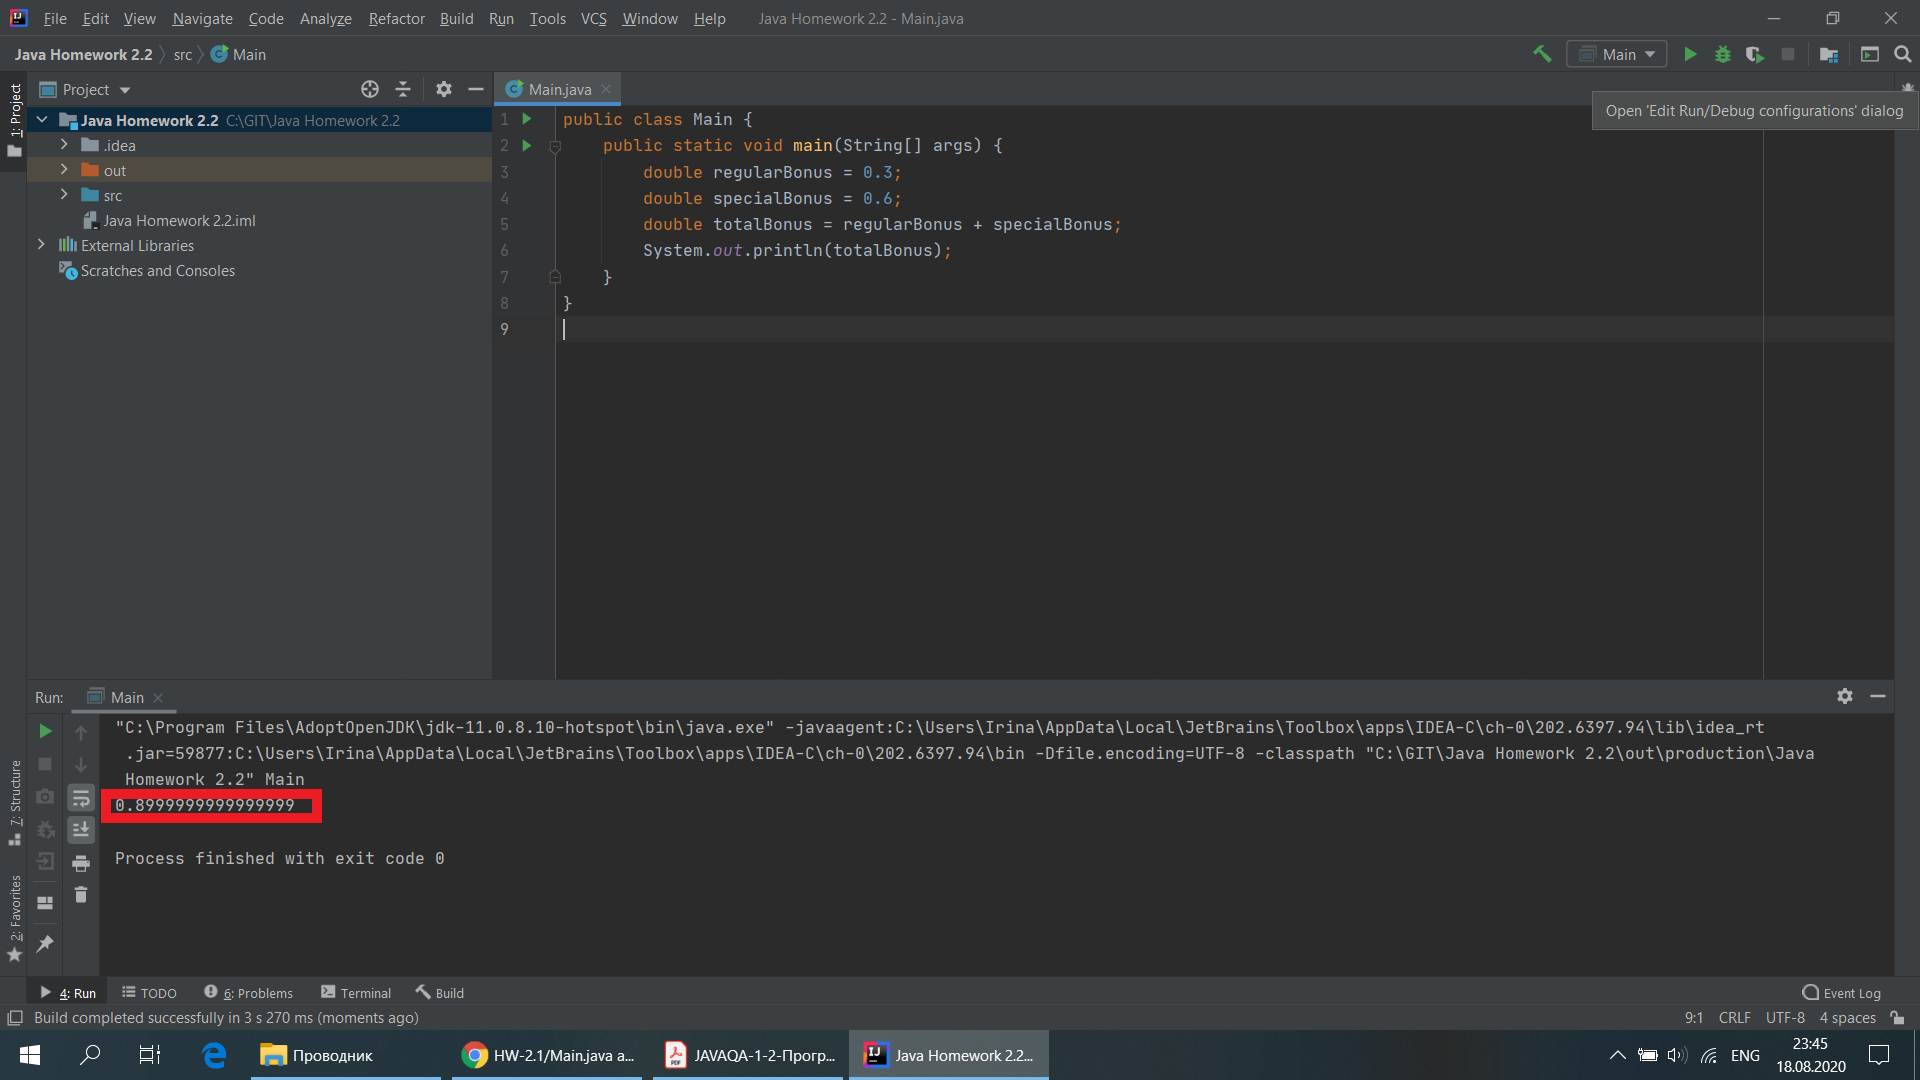 File Edit View Navigate Code Analyze Refactor Build Run Tools VCS Window Help Java Homework 2.2 - Main.java
Java Homework 2.2 src Main
Main
1: Project
Project
Main.java
Open 'Edit Run/Debug configurations' dialog
Java Homework 2.2 C:\GIT\Java Homework 2.2
.idea
out
src
Java Homework 2.2.iml
External Libraries
Scratches and Consoles
1 public class Main {
2 public static void main(String[] args) {
3 double regularBonus = 0.3;
4 double specialBonus = 0.6;
5 double totalBonus = regularBonus + specialBonus;
6 System.out.println(totalBonus);
7 }
8 }
9
Run: Main
"C:\Program Files\AdoptOpenJDK\jdk-11.0.8.10-hotspot\bin\java.exe" -javaagent:C:\Users\Irina\AppData\Local\JetBrains\Toolbox\apps\IDEA-C\ch-0\202.6397.94\lib\idea_rt
.jar=59877:C:\Users\Irina\AppData\Local\JetBrains\Toolbox\apps\IDEA-C\ch-0\202.6397.94\bin -Dfile.encoding=UTF-8 -classpath "C:\GIT\Java Homework 2.2\out\production\Java
Homework 2.2" Main
0.8999999999999999
Process finished with exit code 0
7: Structure
2: Favorites
4: Run TODO 6: Problems Terminal Build Event Log
Build completed successfully in 3 s 270 ms (moments ago) 9:1 CRLF UTF-8 4 spaces
Проводник HW-2.1/Main.java a... JAVAQA-1-2-Прогр... Java Homework 2.2... ENG 23:45
18.08.2020